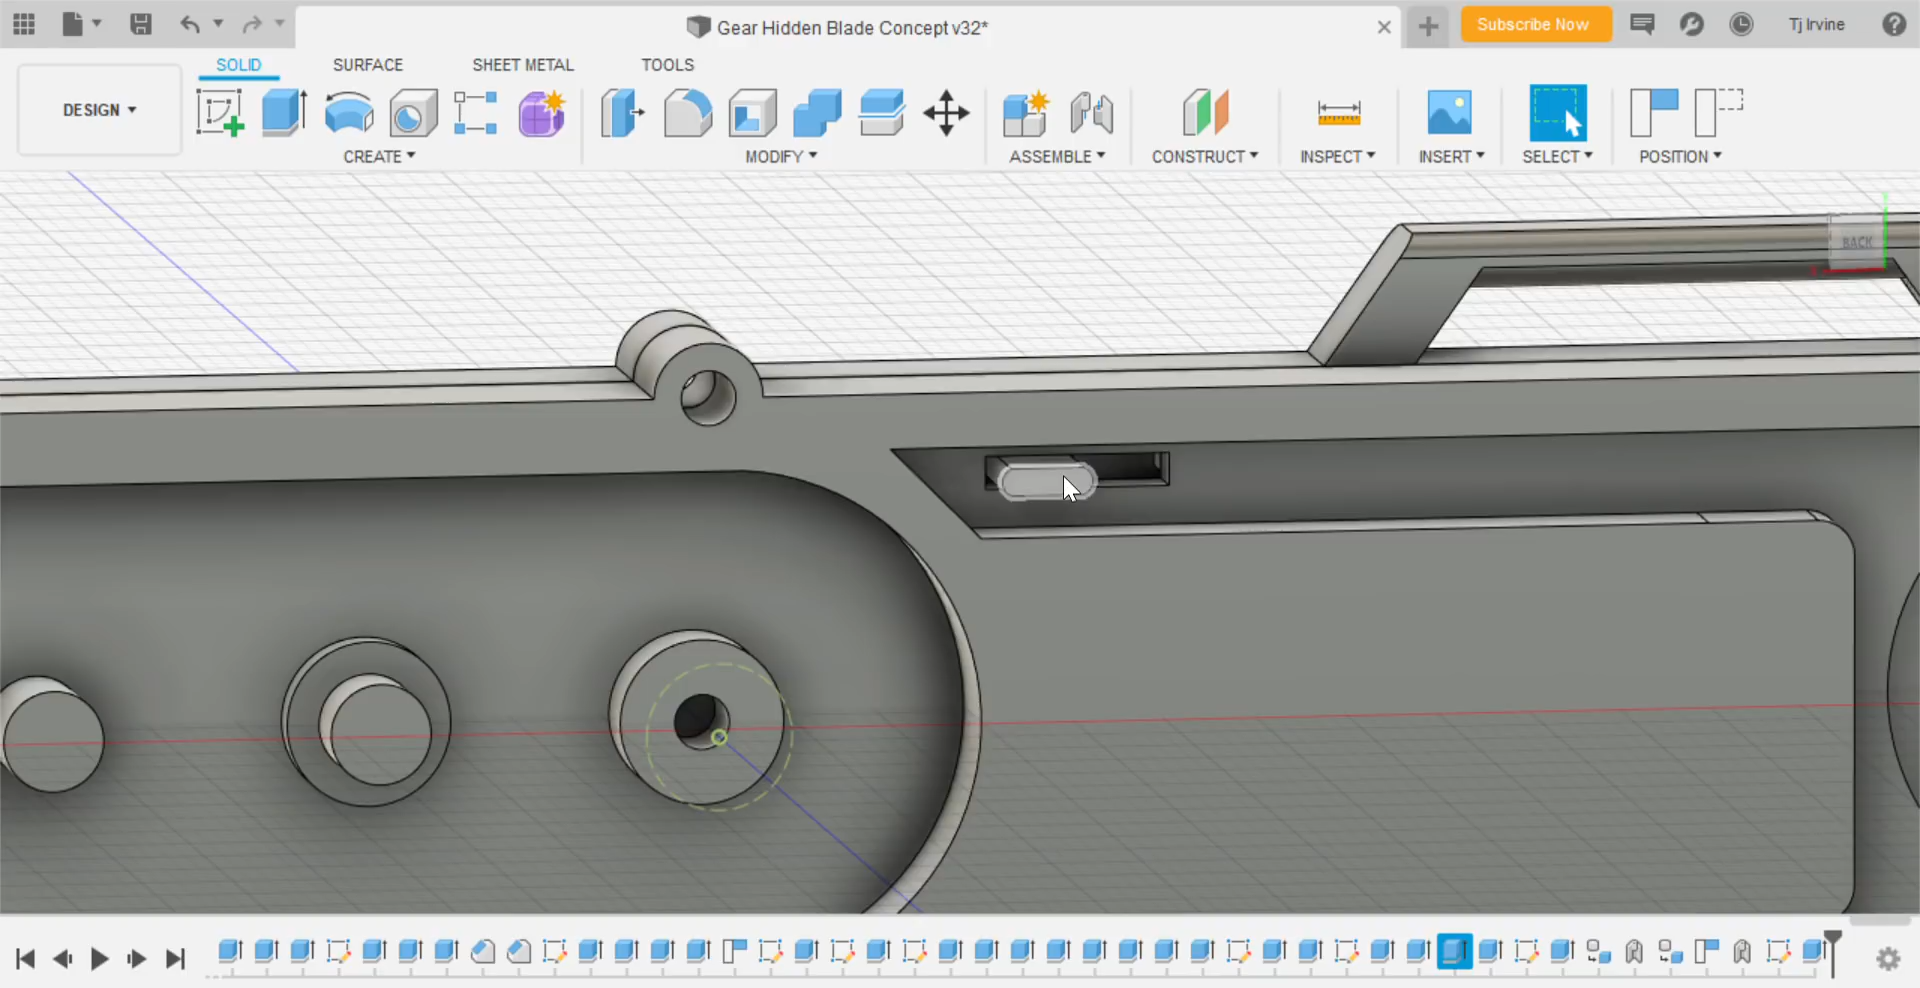 Gear Hidden Blade Concept v32*
Subscribe Now
Tj Irvine
SOLID
SURFACE
SHEET METAL
TOOLS
DESIGN
CREATE
MODIFY
ASSEMBLE
CONSTRUCT
INSPECT
INSERT
SELECT
POSITION
BACK